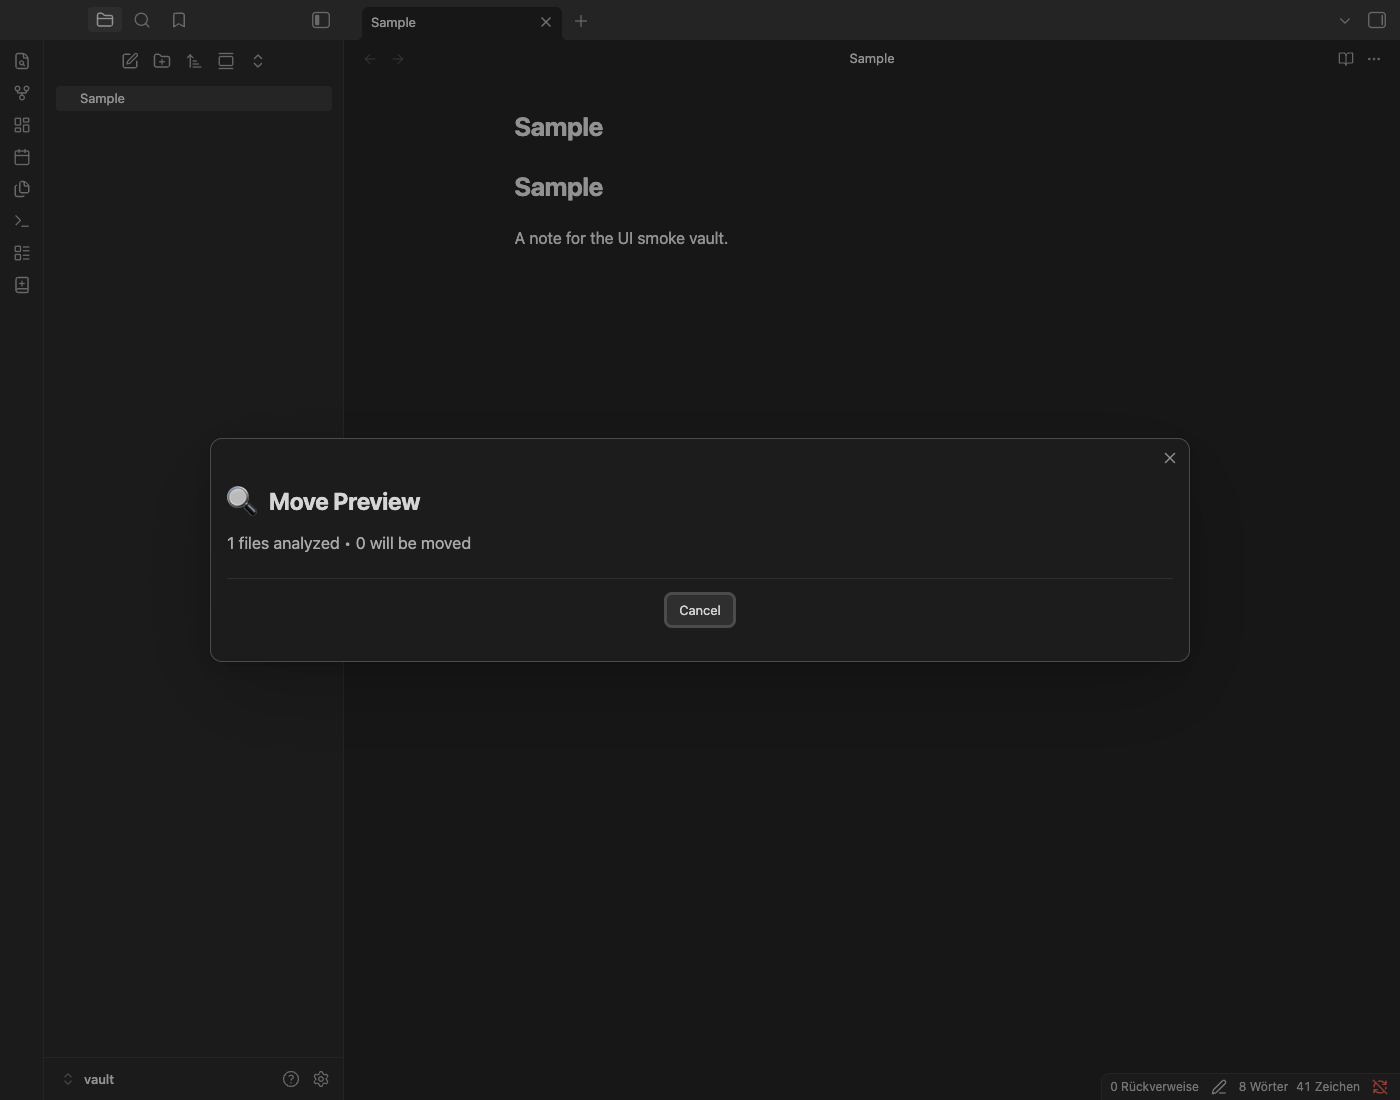 Sample
Sample
Sample
Sample
Sample
A note for the UI smoke vault.
Move Preview
1 files analyzed • 0 will be moved
Cancel
vault
0 Rückverweise 8 Wörter 41 Zeichen